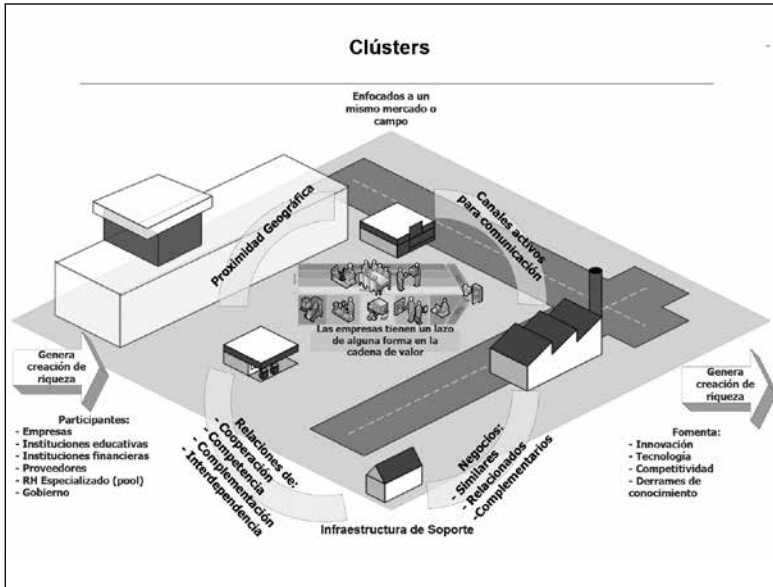 Clústers
Enfocados a un
mismo mercado o
campo
Proximidad Geográfica
Canales activos
para comunicación
Las empresas tienen un lazo
de alguna forma en la
cadena de valor
Genera
creación de
riqueza
Participantes:
- Empresas
- Instituciones educativas
- Instituciones financieras
- Proveedores
- RH Especializado (pool)
- Gobierno
Relaciones de:
- Cooperación
- Competencia
- Complementación
- Interdependencia
Negocios:
- Similares
- Relacionados
-Complementarios
Infraestructura de Soporte
Genera
creación de
riqueza
Fomenta:
- Innovación
- Tecnología
- Competitividad
- Derrames de
conocimiento